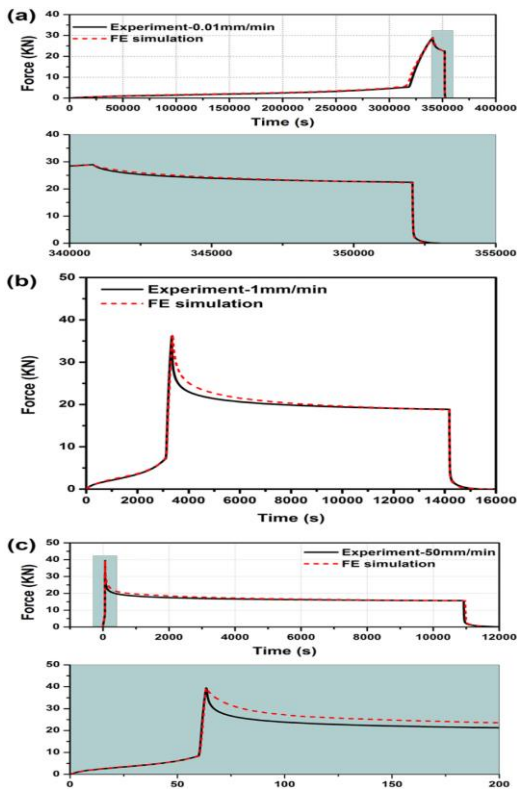 (a)
Experiment-0.01mm/min
FE simulation
Force (KN)
40
30
20
10
0
0 50000 100000 150000 200000 250000 300000 350000 400000
Time (s)
40
30
20
10
0
340000 345000 350000 355000
(b)
Experiment-1mm/min
FE simulation
Force (KN)
50
40
30
20
10
0
0 2000 4000 6000 8000 10000 12000 14000 16000
Time (s)
(c)
Experiment-50mm/min
FE simulation
Force (KN)
50
40
30
20
10
0
0 2000 4000 6000 8000 10000 12000
Time (s)
50
40
30
20
10
0
0 50 100 150 200